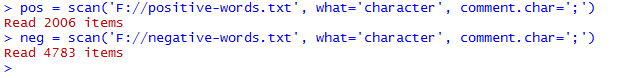 > pos = scan('F://positive-words.txt', what='character', comment.char=';')
Read 2006 items
> neg = scan('F://negative-words.txt', what='character', comment.char=';')
Read 4783 items
>